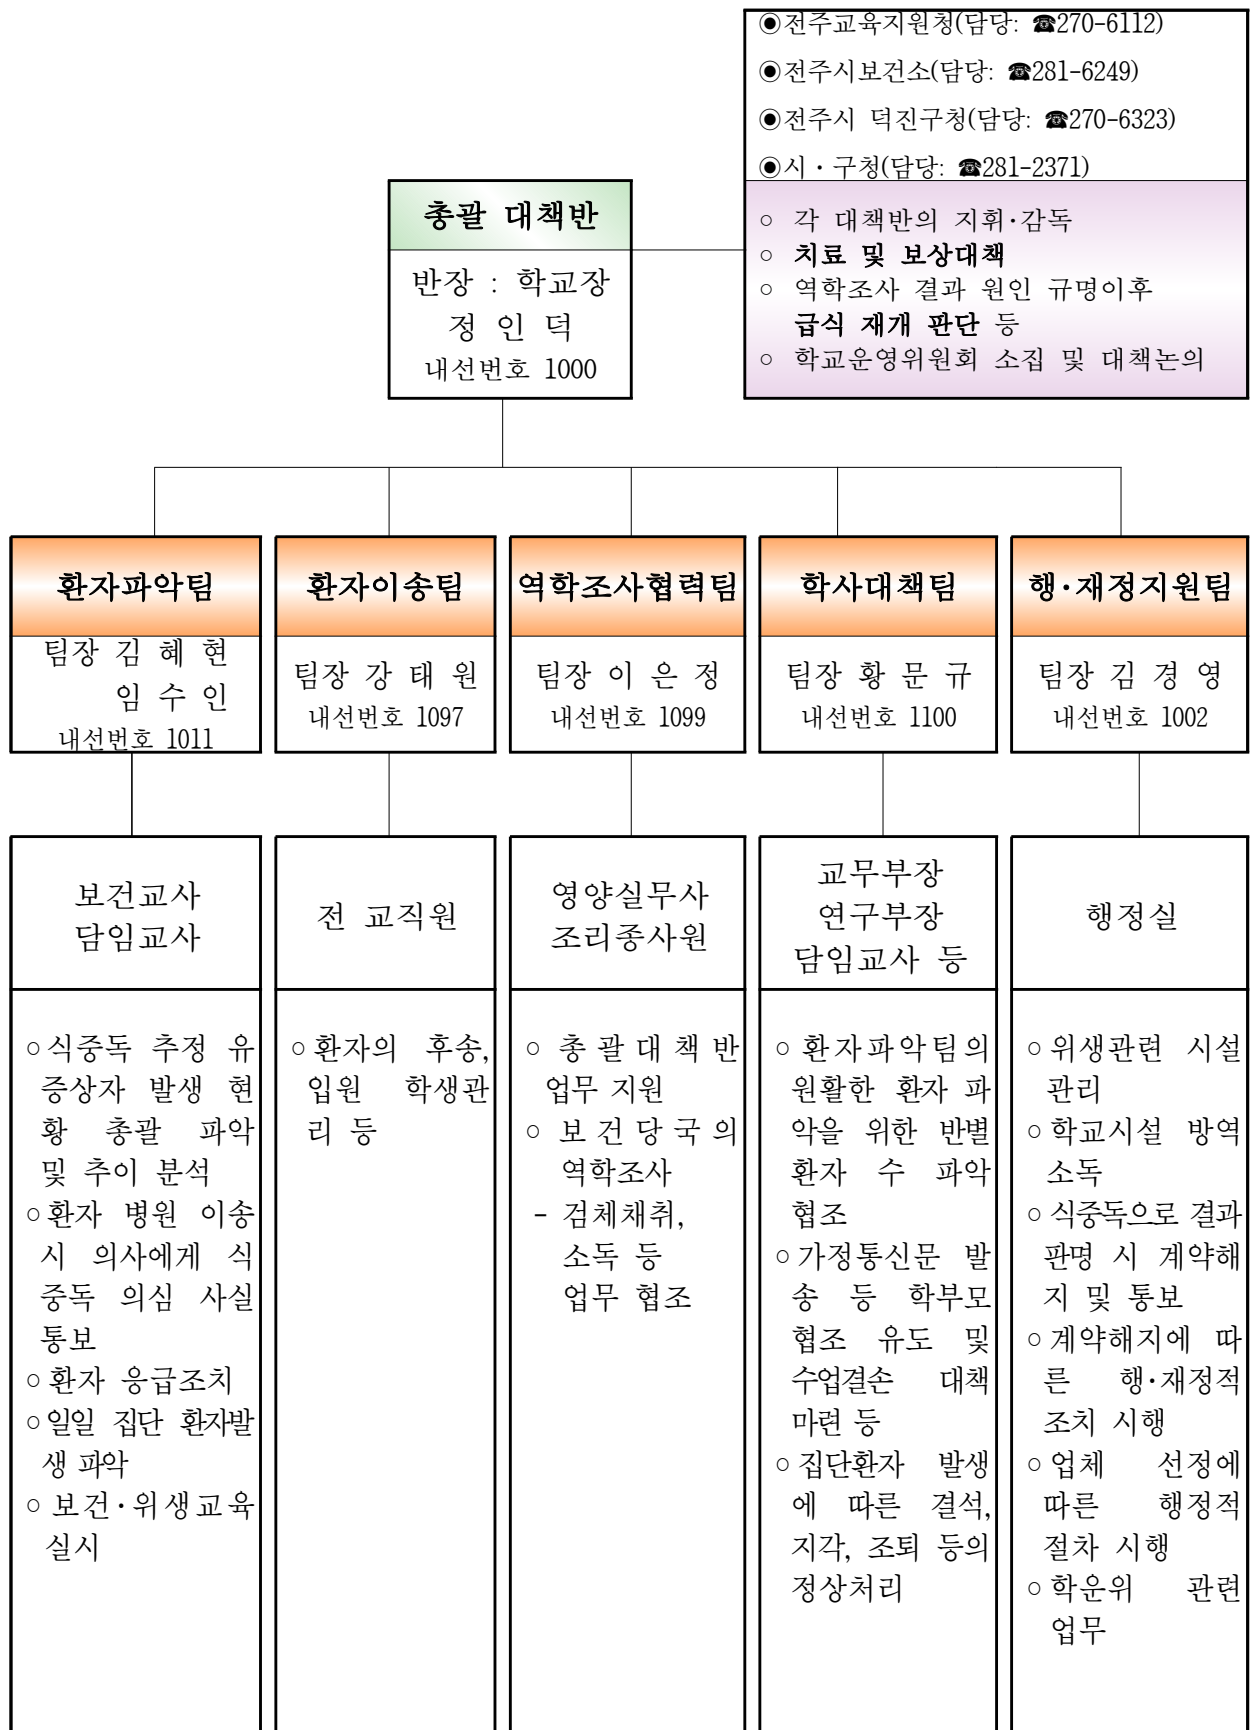 ◉전주교육지원청(담당: ☎270-6112)
◉전주시보건소(담당: ☎281-6249)
◉전주시 덕진구청(담당: ☎270-6323)
◉시·구청(담당: ☎281-2371)
○ 각 대책반의 지휘·감독
○ 치료 및 보상대책
○ 역학조사 결과 원인 규명이후
급식 재개 판단 등
○ 학교운영위원회 소집 및 대책논의
총괄 대책반
반장 : 학교장
정 인 덕
내선번호 1000
환자파악팀
팀장 김 혜 현
임 수 인
내선번호 1011
보건교사
담임교사
○식중독 추정 유
증상자 발생 현
황 총괄 파악
및 추이 분석
○환자 병원 이송
시 의사에게 식
중독 의심 사실
통보
○환자 응급조치
○일일 집단 환자발
생 파악
○보건·위생교육
실시
환자이송팀
팀장 강 태 원
내선번호 1097
전 교직원
○환자의 후송,
입원 학생관
리 등
역학조사협력팀
팀장 이 은 정
내선번호 1099
영양실무사
조리종사원
○ 총괄대책반
업무 지원
○ 보건당국의
역학조사
- 검체채취,
소독 등
업무 협조
학사대책팀
팀장 황 문 규
내선번호 1100
교무부장
연구부장
담임교사 등
○환자파악팀의
원활한 환자 파
악을 위한 반별
환자 수 파악
협조
○가정통신문 발
송 등 학부모
협조 유도 및
수업결손 대책
마련 등
○집단환자 발생
에 따른 결석,
지각, 조퇴 등의
정상처리
행·재정지원팀
팀장 김 경 영
내선번호 1002
행정실
○위생관련 시설
관리
○학교시설 방역
소독
○식중독으로 결과
판명 시 계약해
지 및 통보
○계약해지에 따
른 행·재정적
조치 시행
○업체 선정에
따른 행정적
절차 시행
○학운위 관련
업무